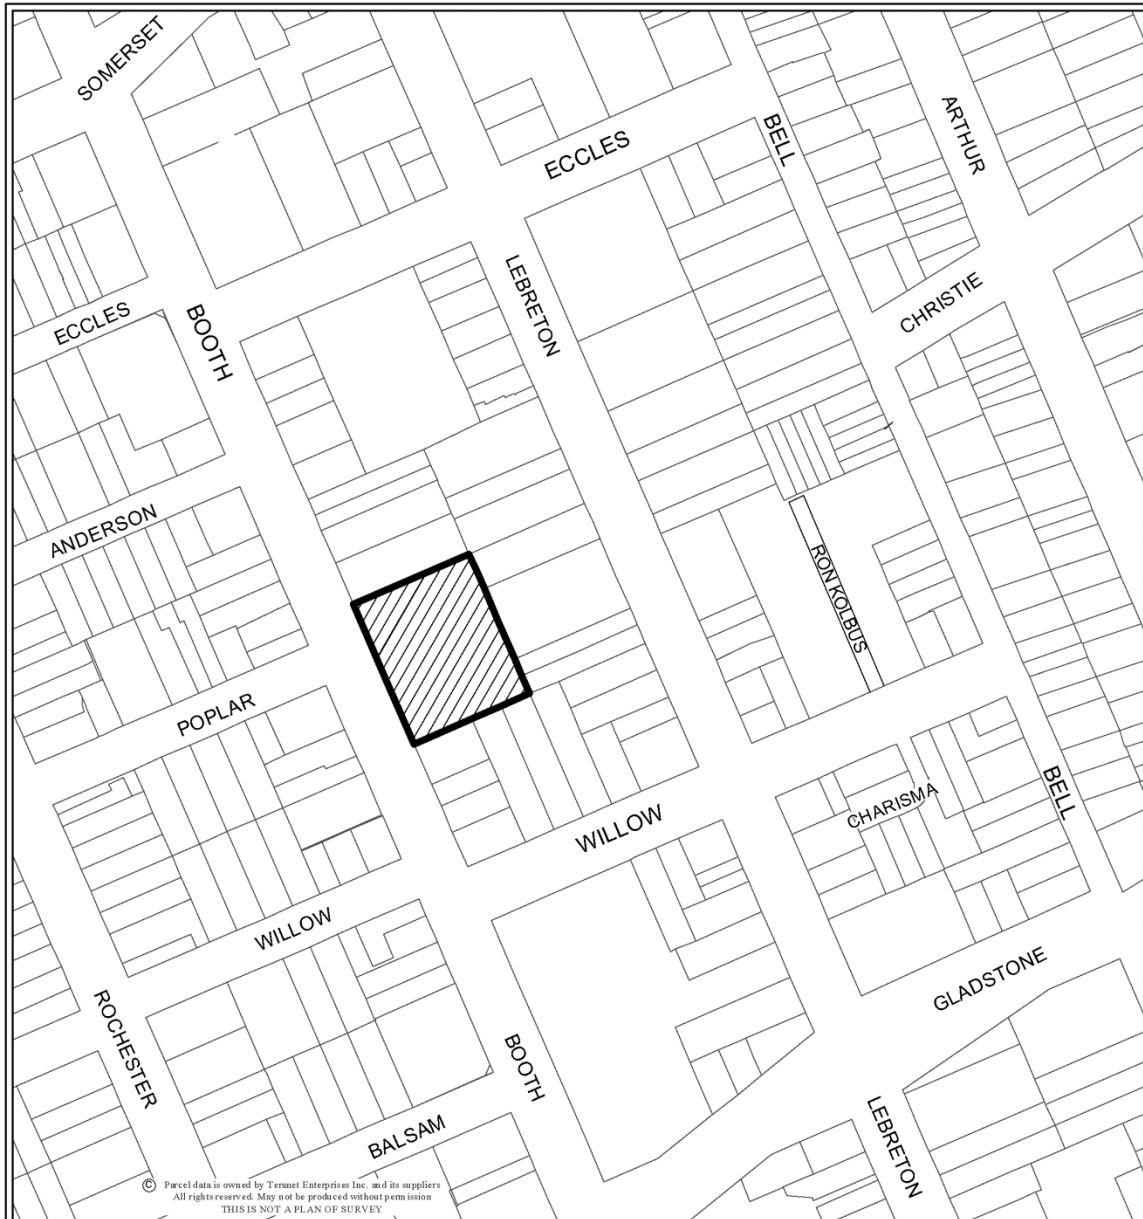 SOMERSET
ECCLES
BELL
ARTHUR
LEBRETON
CHRISTIE
ECCLES
BOOTH
ANDERSON
RON KOLBUS
POPLAR
CHARISMA
BELL
WILLOW
WILLOW
GLADSTONE
ROCHESTER
BOOTH
BALSAM
LEBRETON
© Parcel data is owned by Teranet Enterprises Inc. and its suppliers
All rights reserved. May not be produced without permission
THIS IS NOT A PLAN OF SURVEY